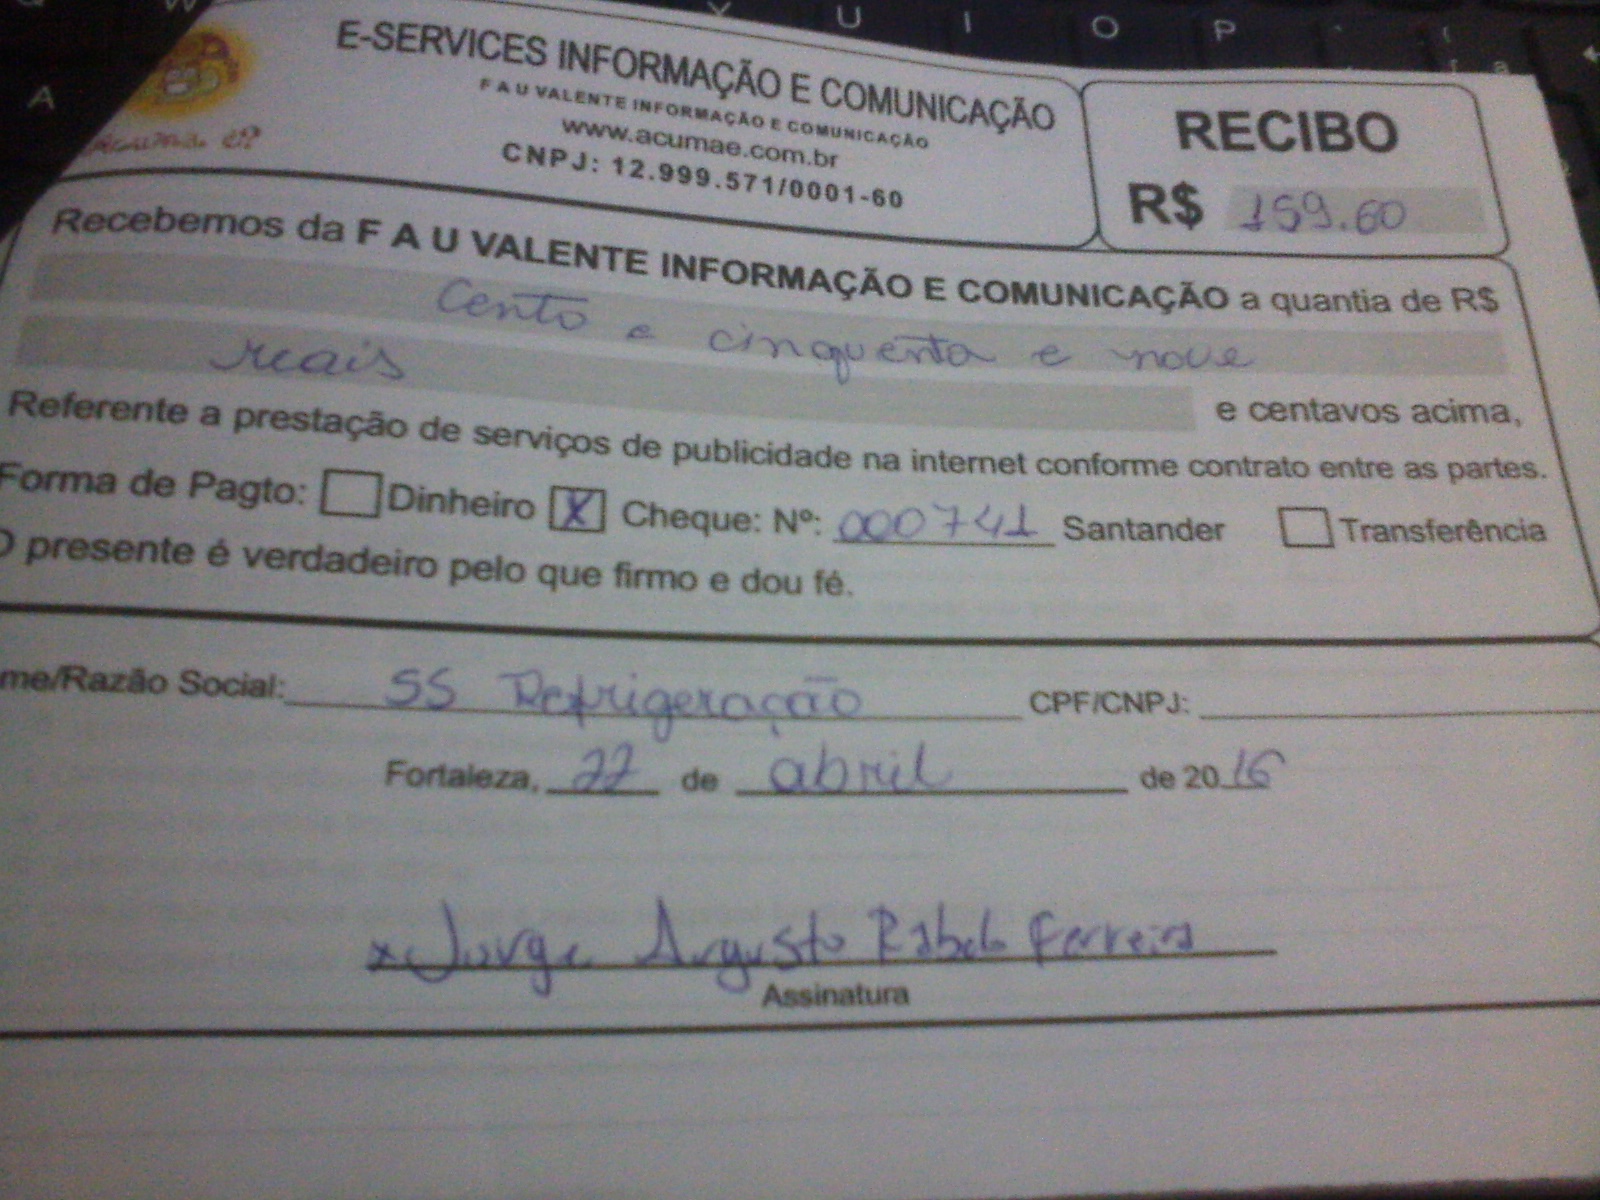 E-SERVICES INFORMAÇÃO E COMUNICAÇÃO
F A U VALENTE INFORMAÇÃO E COMUNICAÇÃO
www.acumae.com.br
CNPJ: 12.999.571/0001-60
RECIBO
R$ 159.60
Recebemos da F A U VALENTE INFORMAÇÃO E COMUNICAÇÃO a quantia de R$
Cento e cinquenta e nove
reais e centavos acima,
Referente a prestação de serviços de publicidade na internet conforme contrato entre as partes.
Forma de Pagto: Dinheiro X Cheque: Nº: 000741 Santander Transferência
O presente é verdadeiro pelo que firmo e dou fé.
me/Razão Social: SS Refrigeração CPF/CNPJ:
Fortaleza, 22 de abril de 2016
x Jorge Augusto Rabelo Ferreira
Assinatura
U I O P
A